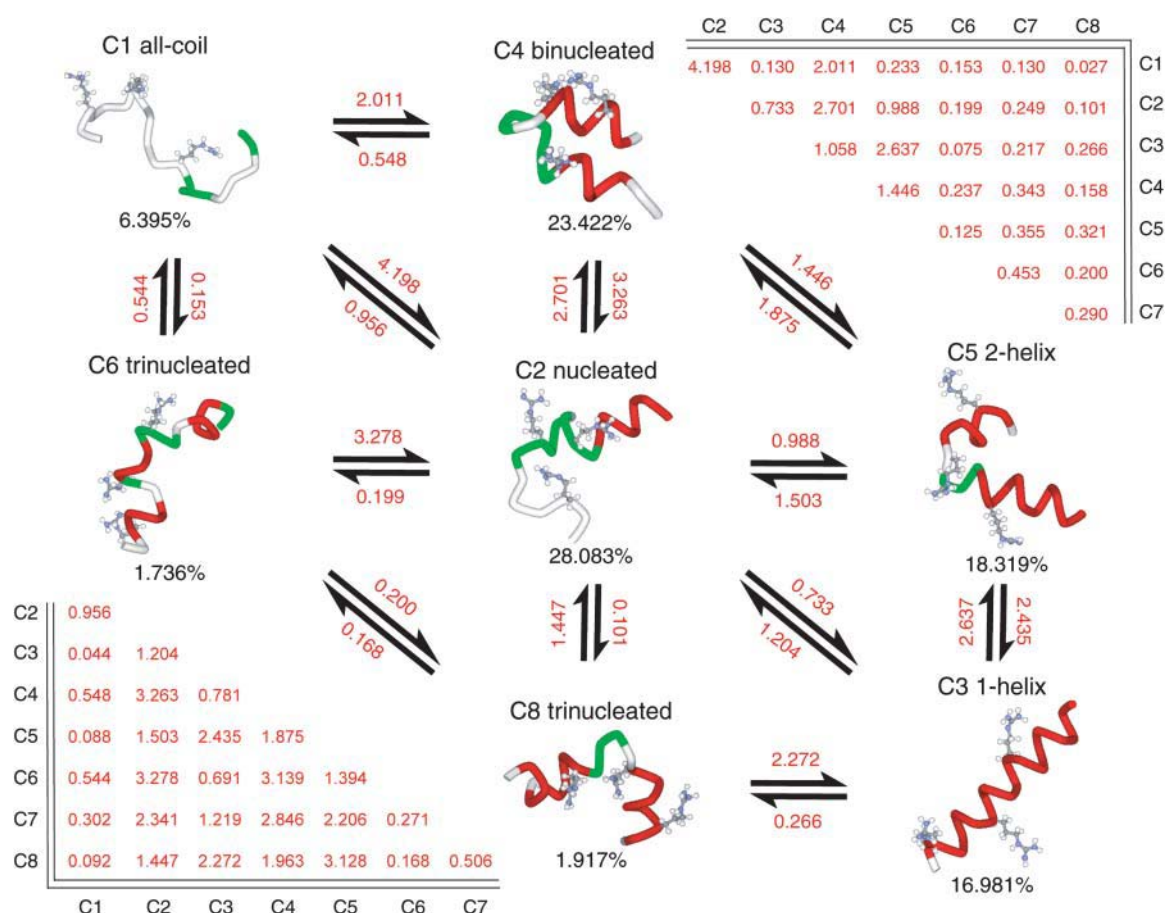 C2 C3 C4 C5 C6 C7 C8
4.198 0.130 2.011 0.233 0.153 0.130 0.027 C1
0.733 2.701 0.988 0.199 0.249 0.101 C2
1.058 2.637 0.075 0.217 0.266 C3
1.446 0.237 0.343 0.158 C4
0.125 0.355 0.321 C5
0.453 0.200 C6
0.290 C7
C1 all-coil
6.395%
2.011
0.548
C4 binucleated
23.422%
0.544
0.153
4.198
0.956
2.701
3.263
1.446
1.875
C6 trinucleated
1.736%
3.278
0.199
C2 nucleated
28.083%
0.988
1.503
C5 2-helix
18.319%
0.200
0.168
1.447
0.101
0.733
1.204
2.637
2.435
C8 trinucleated
1.917%
2.272
0.266
C3 1-helix
16.981%
C2 0.956
C3 0.044 1.204
C4 0.548 3.263 0.781
C5 0.088 1.503 2.435 1.875
C6 0.544 3.278 0.691 3.139 1.394
C7 0.302 2.341 1.219 2.846 2.206 0.271
C8 0.092 1.447 2.272 1.963 3.128 0.168 0.506
C1 C2 C3 C4 C5 C6 C7